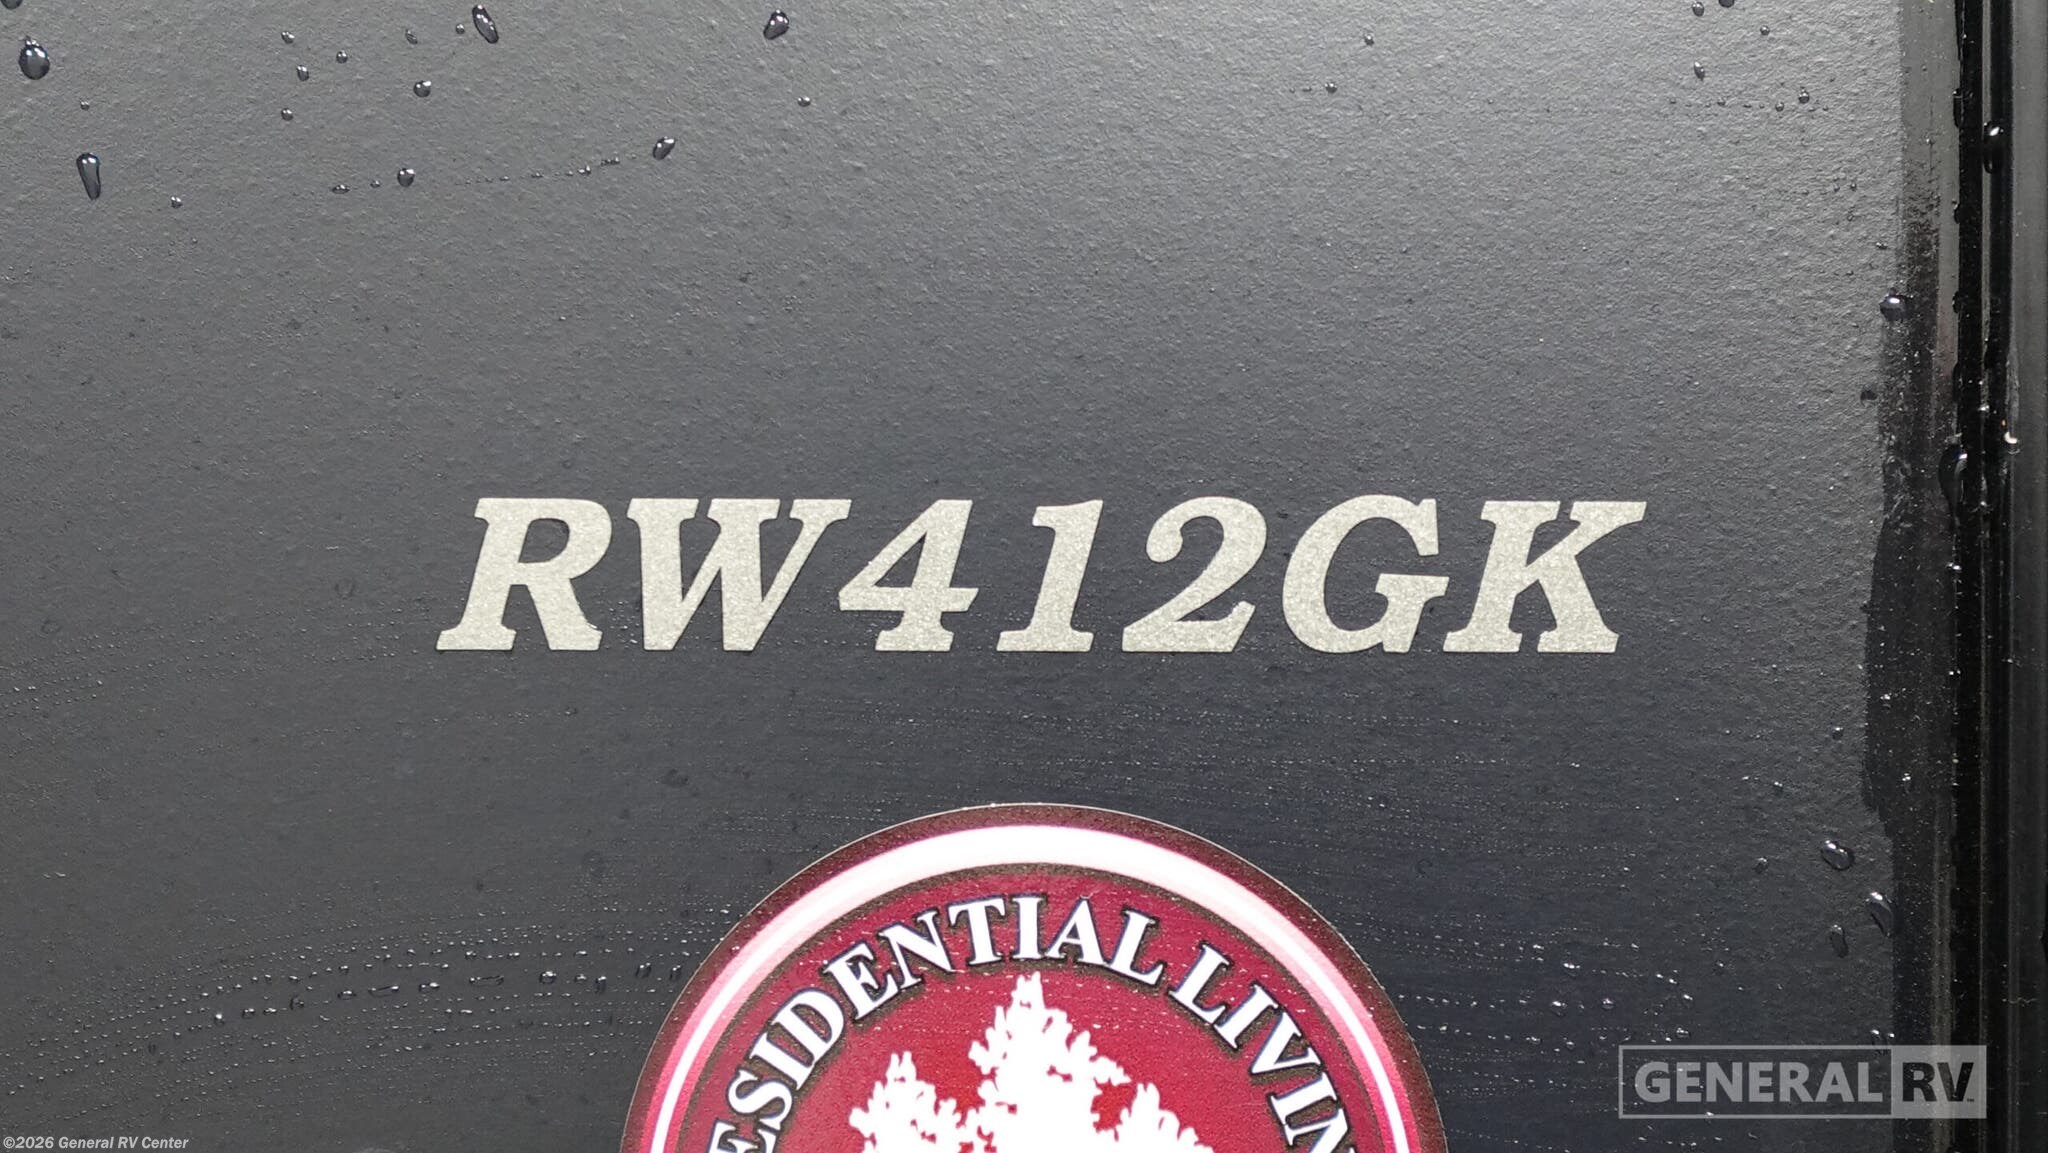 RW412GK
ESIDENTIAL LIVIN
GENERAL RV
©2026 General RV Center